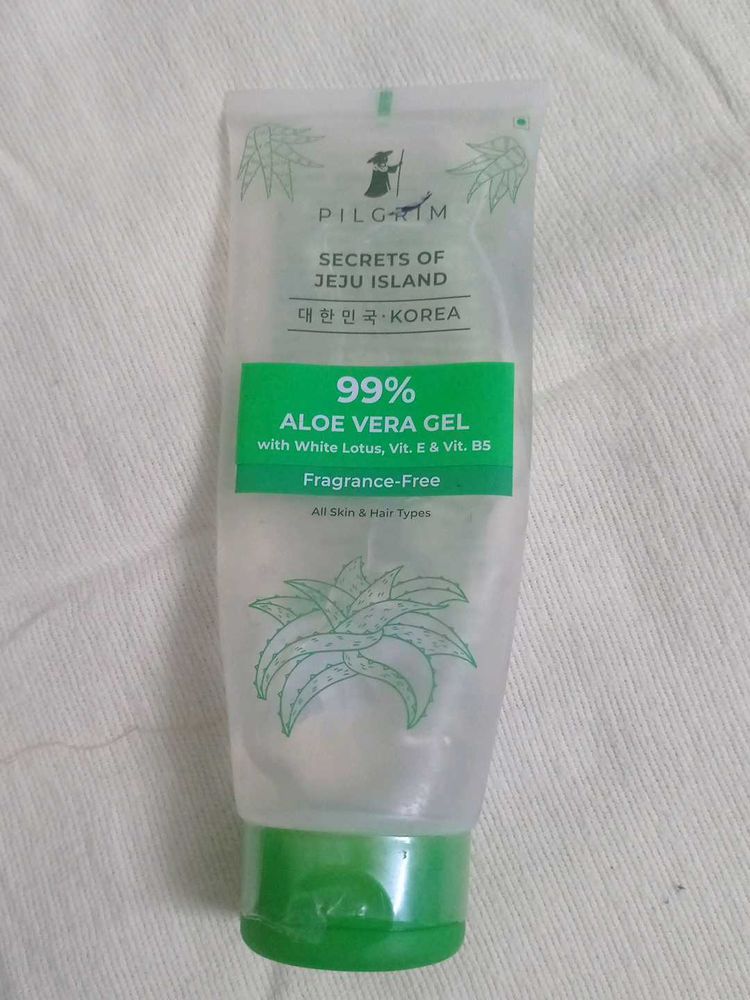 PILGRIM
SECRETS OF
JEJU ISLAND
대한민국·KOREA
99%
ALOE VERA GEL
with White Lotus, Vit. E & Vit. B5
Fragrance-Free
All Skin & Hair Types